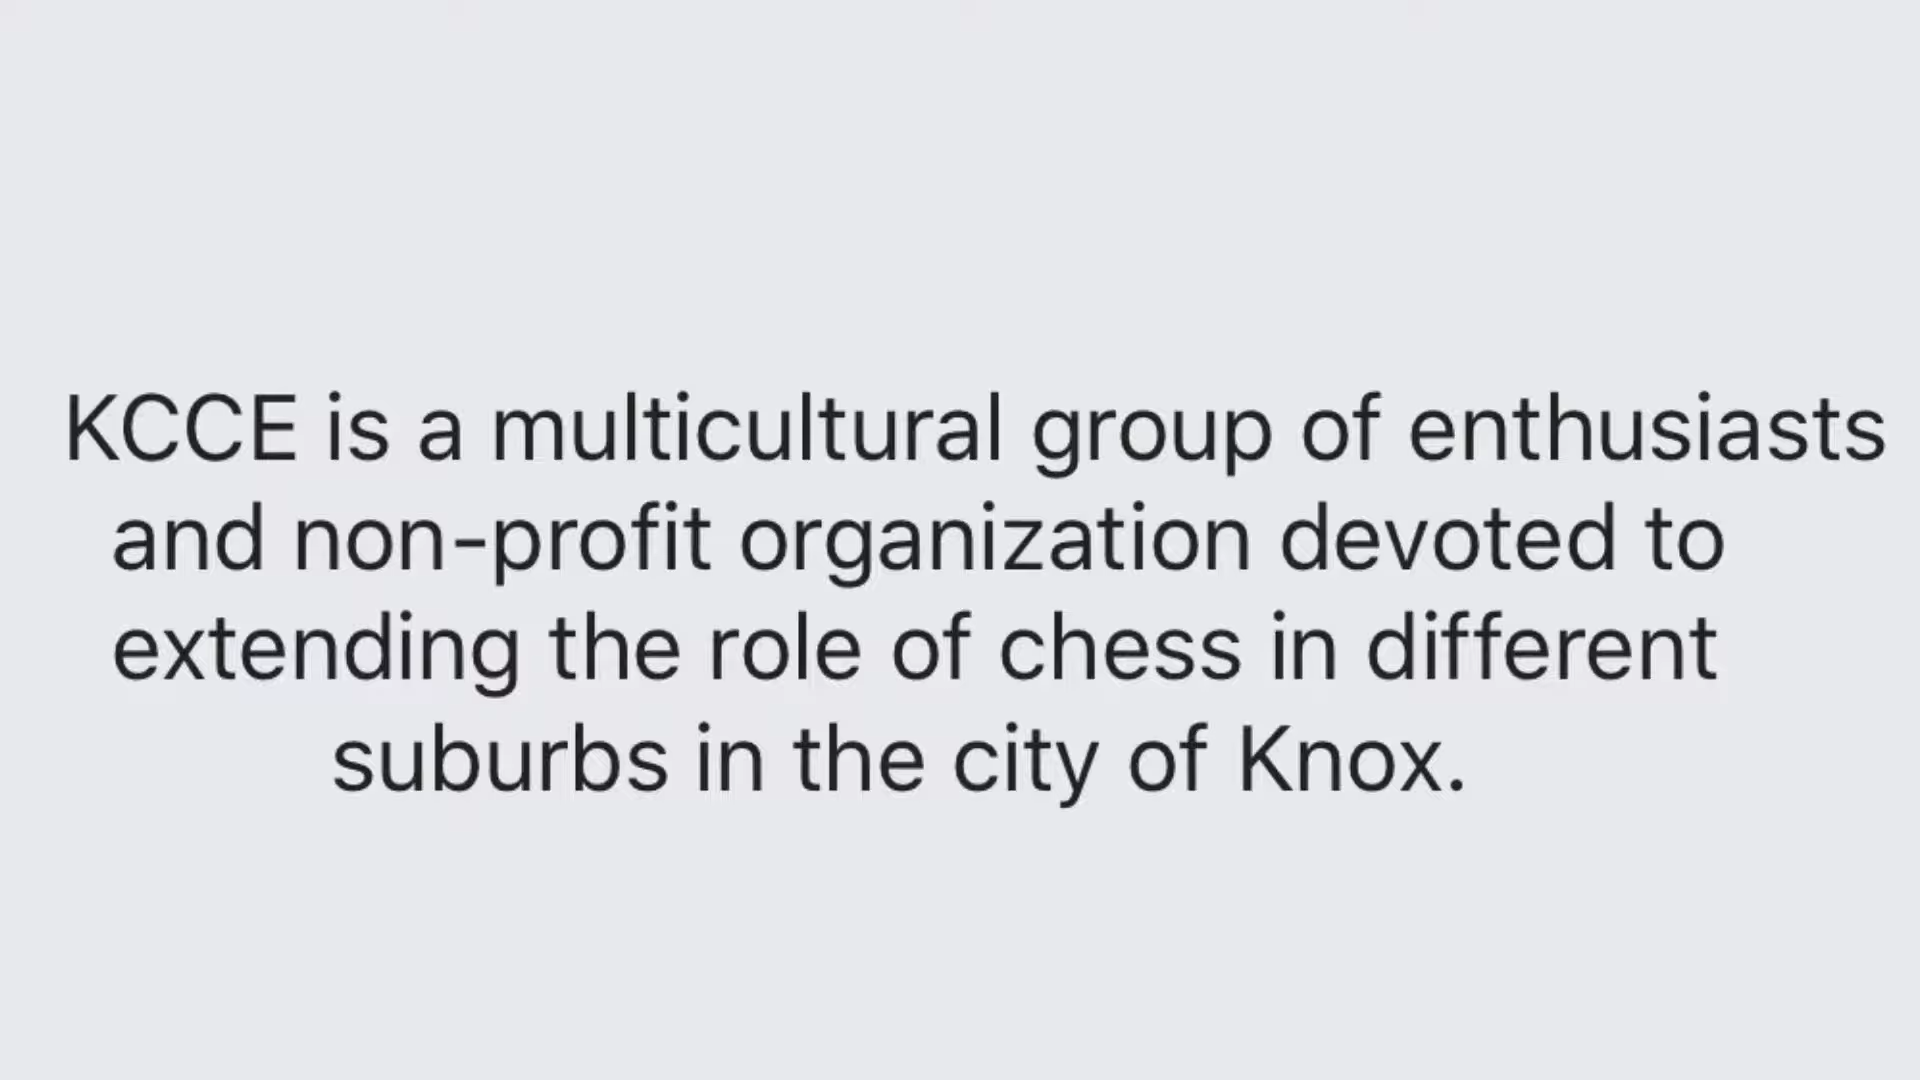 KCCE is a multicultural group of enthusiasts
and non-profit organization devoted to
extending the role of chess in different
suburbs in the city of Knox.